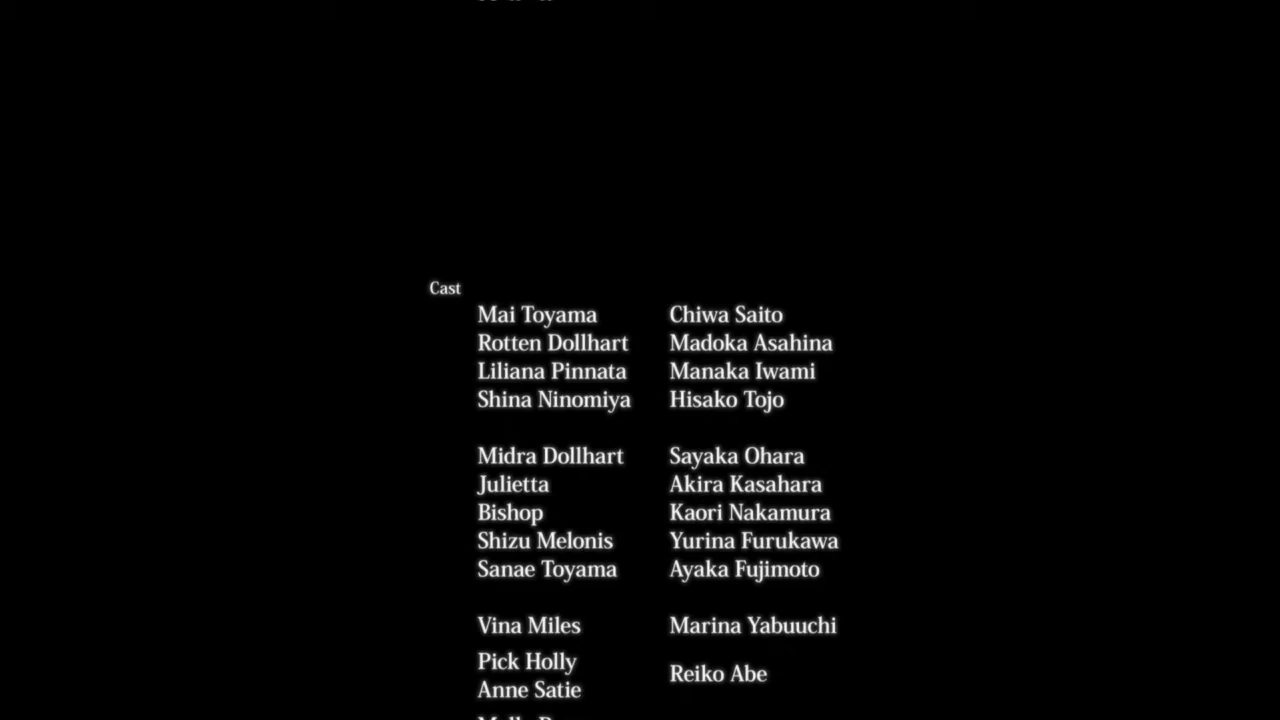 Cast
Mai Toyama Chiwa Saito
Rotten Dollhart Madoka Asahina
Liliana Pinnata Manaka Iwami
Shina Ninomiya Hisako Tojo
Midra Dollhart Sayaka Ohara
Julietta Akira Kasahara
Bishop Kaori Nakamura
Shizu Melonis Yurina Furukawa
Sanae Toyama Ayaka Fujimoto
Vina Miles Marina Yabuuchi
Pick Holly
Reiko Abe
Anne Satie